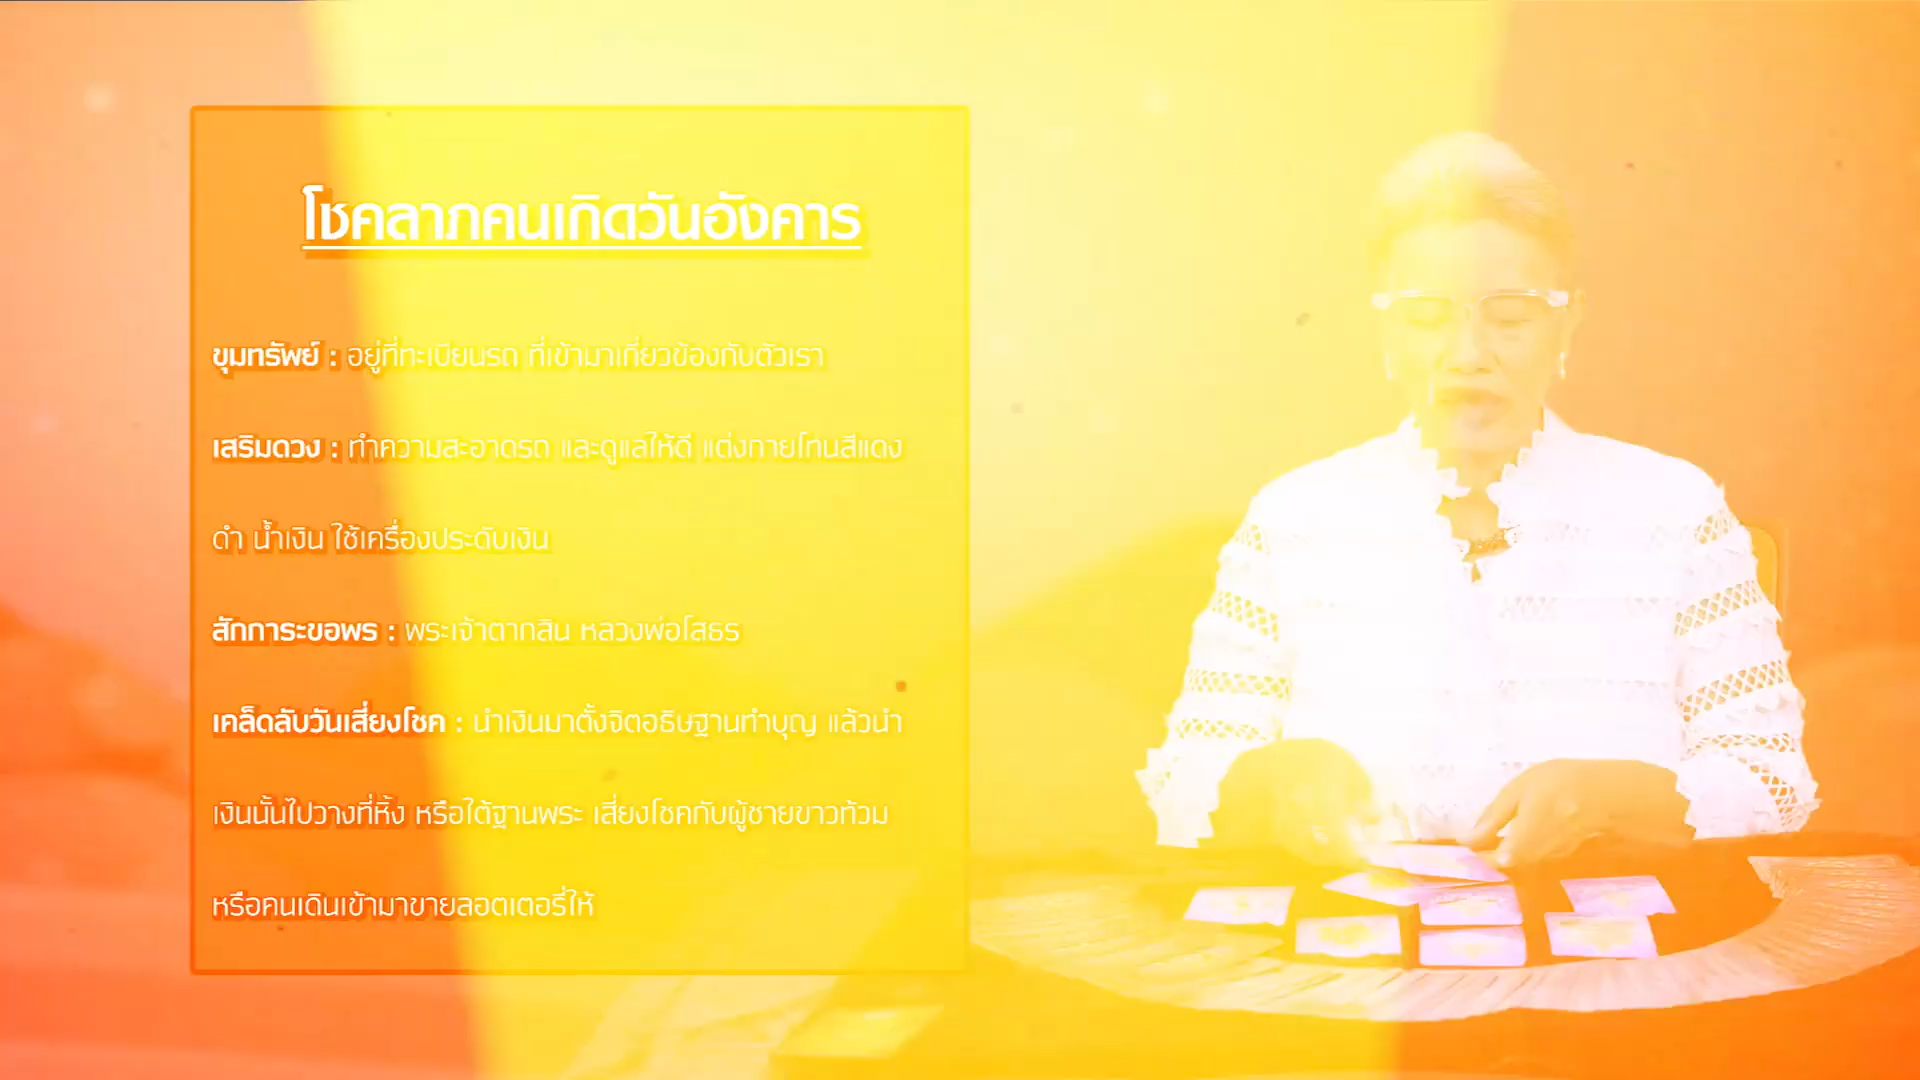 โชคลาภคนเกิดวันอังคาร
ขุมทรัพย์ : อยู่ที่ทะเบียนรถ ที่เข้ามาเกี่ยวข้องกับตัวเรา
เสริมดวง : ทำความสะอาดรถ และดูแลให้ดี แต่งกายโทนสีแดง
ดำ น้ำเงิน ใช้เครื่องประดับเงิน
สักการะขอพร : พระเจ้าตากสิน หลวงพ่อโสธร
เคล็ดลับวันเสี่ยงโชค : นำเงินมาตั้งจิตอธิษฐานทำบุญ แล้วนำ
เงินนั้นไปวางที่หิ้ง หรือใต้ฐานพระ เสี่ยงโชคกับผู้ชายขาวท้วม
หรือคนเดินเข้ามาขายลอตเตอรี่ให้